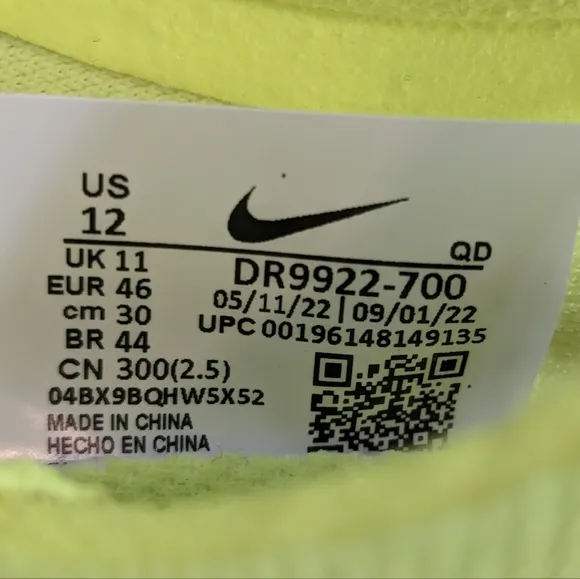 US
12
QD
UK 11
EUR 46
cm 30
BR 44
CN 300(2.5)
04BX9BQHW5X52
MADE IN CHINA
HECHO EN CHINA
DR9922-700
05/11/22 | 09/01/22
UPC 00196148149135